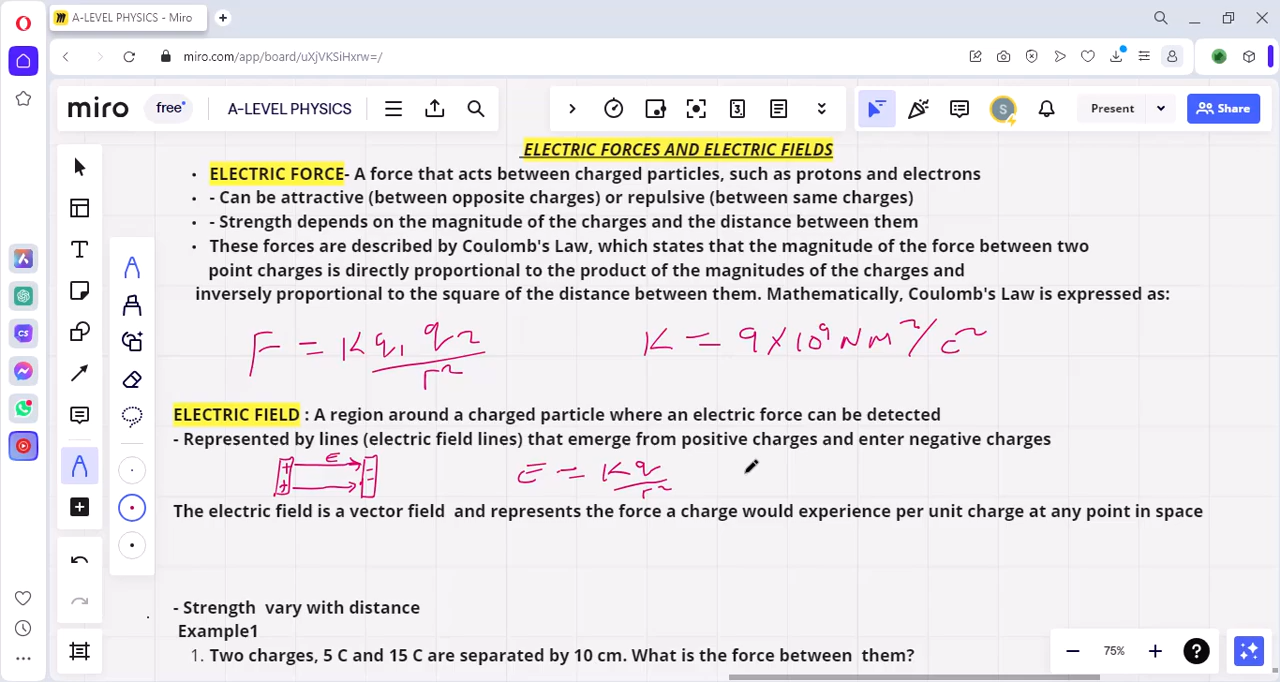 A-LEVEL PHYSICS - Miro
miro.com/app/board/uXjVKSiHxrw=/
miro free A-LEVEL PHYSICS
3
S
Present
Share
ELECTRIC FORCES AND ELECTRIC FIELDS
• ELECTRIC FORCE- A force that acts between charged particles, such as protons and electrons
• - Can be attractive (between opposite charges) or repulsive (between same charges)
• - Strength depends on the magnitude of the charges and the distance between them
• These forces are described by Coulomb's Law, which states that the magnitude of the force between two
point charges is directly proportional to the product of the magnitudes of the charges and
inversely proportional to the square of the distance between them. Mathematically, Coulomb's Law is expressed as:
F = K q1 q2 / r² K = 9 × 10⁹ N m² / C²
ELECTRIC FIELD : A region around a charged particle where an electric force can be detected
- Represented by lines (electric field lines) that emerge from positive charges and enter negative charges
+ + E - - - E = Kq / r²
The electric field is a vector field and represents the force a charge would experience per unit charge at any point in space
- Strength vary with distance
Example1
1. Two charges, 5 C and 15 C are separated by 10 cm. What is the force between them?
75%
CS